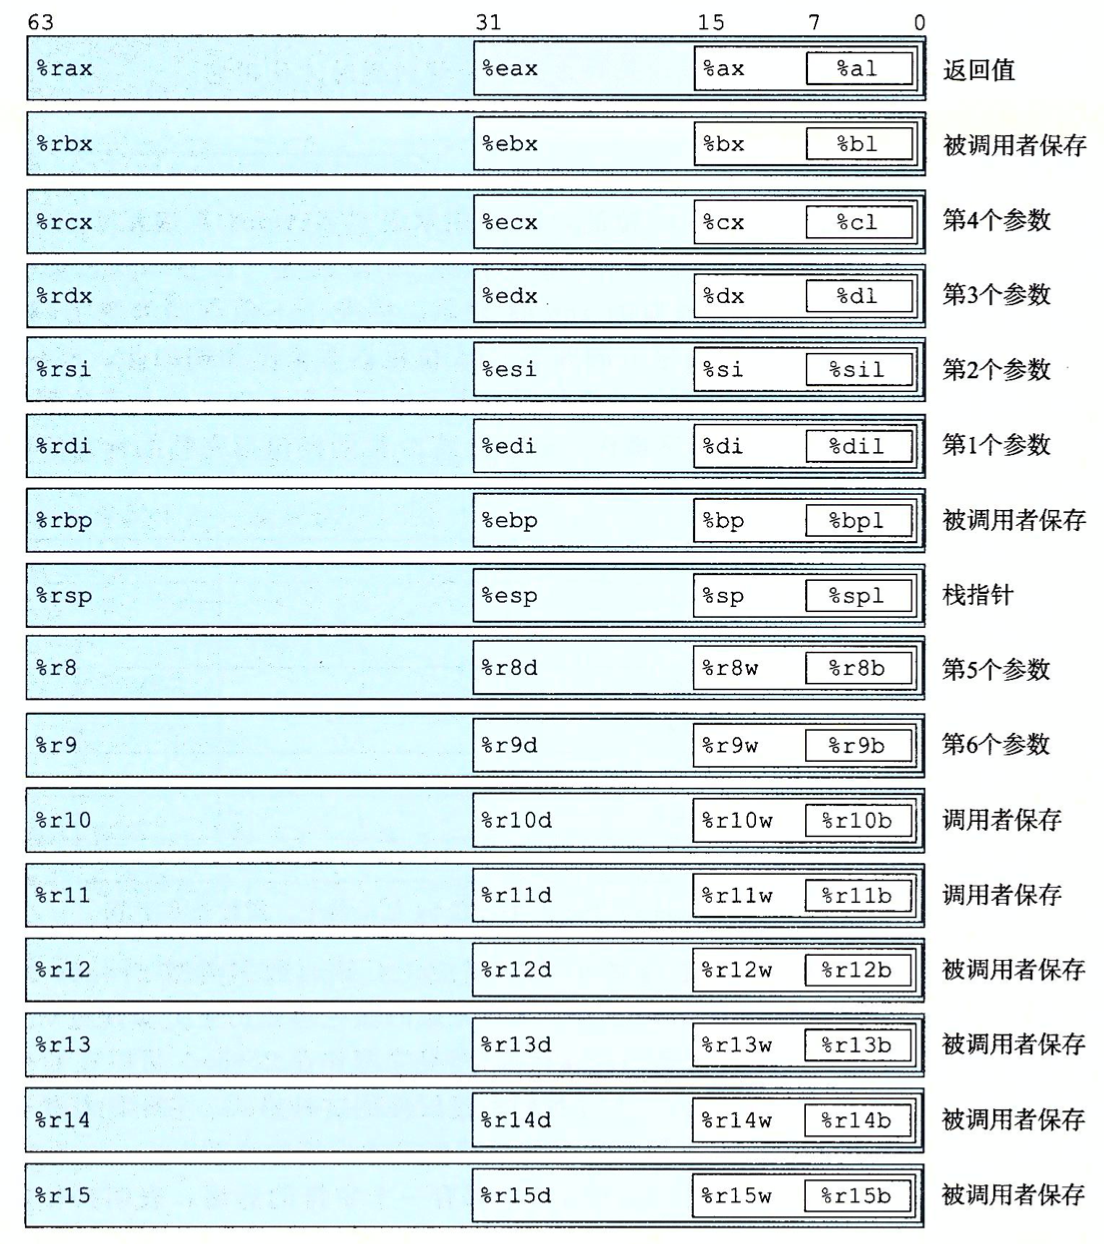 63 31 15 7 0
%rax %eax %ax %al 返回值
%rbx %ebx %bx %bl 被调用者保存
%rcx %ecx %cx %cl 第4个参数
%rdx %edx %dx %dl 第3个参数
%rsi %esi %si %sil 第2个参数
%rdi %edi %di %dil 第1个参数
%rbp %ebp %bp %bpl 被调用者保存
%rsp %esp %sp %spl 栈指针
%r8 %r8d %r8w %r8b 第5个参数
%r9 %r9d %r9w %r9b 第6个参数
%r10 %r10d %r10w %r10b 调用者保存
%r11 %r11d %r11w %r11b 调用者保存
%r12 %r12d %r12w %r12b 被调用者保存
%r13 %r13d %r13w %r13b 被调用者保存
%r14 %r14d %r14w %r14b 被调用者保存
%r15 %r15d %r15w %r15b 被调用者保存